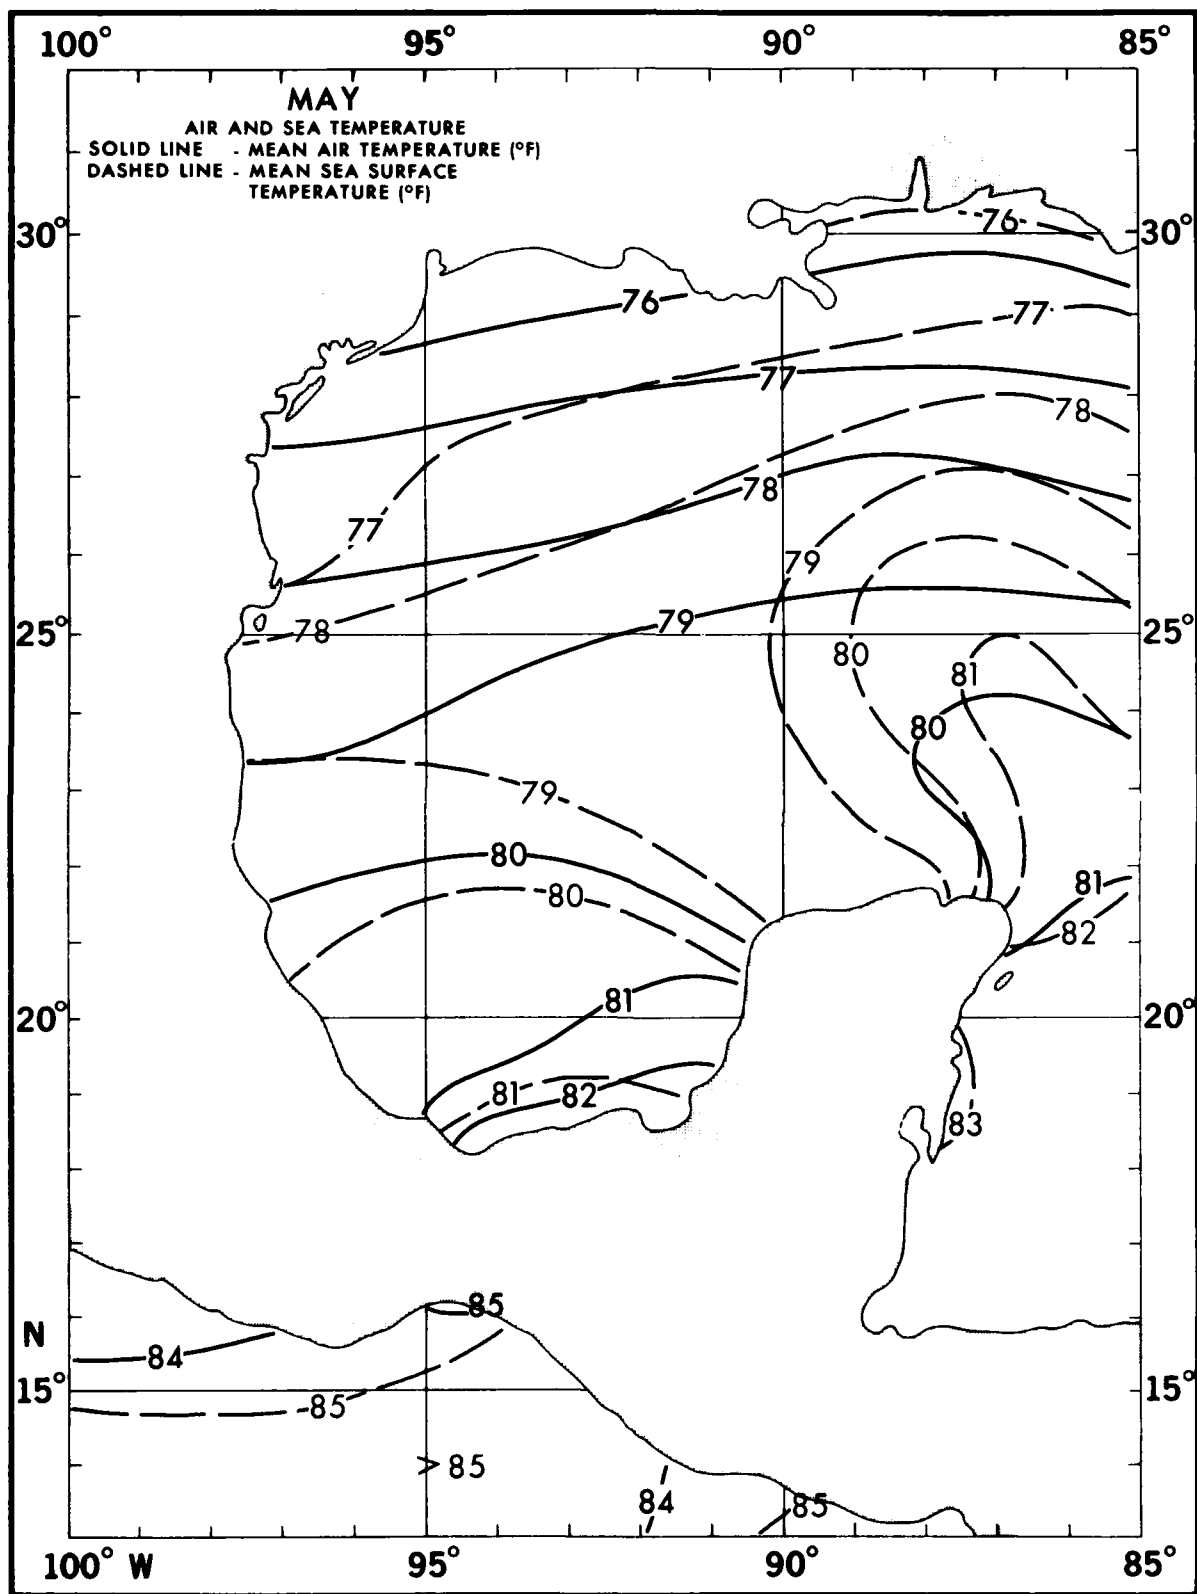 100° 95° 90° 85°
MAY
AIR AND SEA TEMPERATURE
SOLID LINE - MEAN AIR TEMPERATURE (°F)
DASHED LINE - MEAN SEA SURFACE
TEMPERATURE (°F)
30° 76 30°
76 77
77 78
78
77 79
25° 78 79 25°
80 81
80
79
80 80
81
82
20° 81 20°
81 82
83
85
N
84
15° 85 15°
> 85
84 85
100° W 95° 90° 85°